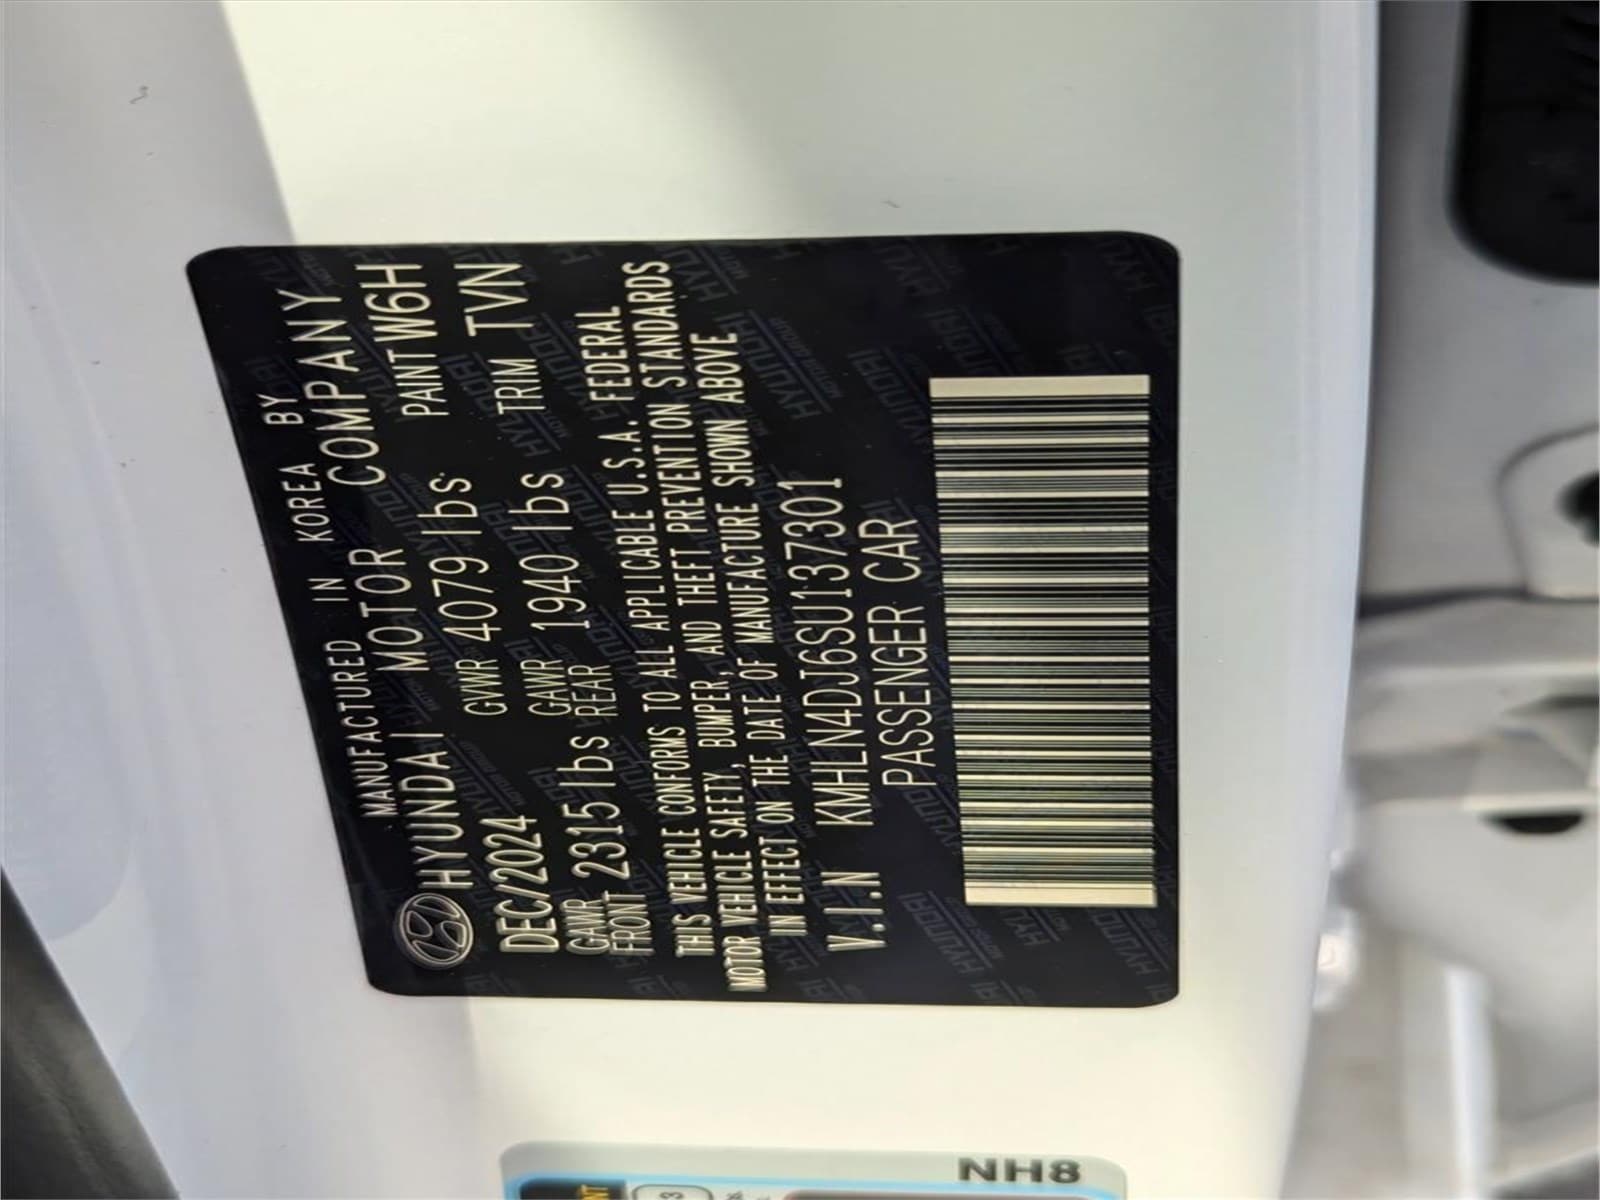 MANUFACTURED IN KOREA BY
HYUNDAI MOTOR COMPANY
DEC/2024 GVWR 4079 lbs PAINT W6H
GAWR FRONT 2315 lbs GAWR REAR 1940 lbs TRIM TVN
THIS VEHICLE CONFORMS TO ALL APPLICABLE U.S.A. FEDERAL
MOTOR VEHICLE SAFETY, BUMPER, AND THEFT PREVENTION STANDARDS
IN EFFECT ON THE DATE OF MANUFACTURE SHOWN ABOVE
V.I.N KMHLN4DJ6SU137301
PASSENGER CAR
NH8